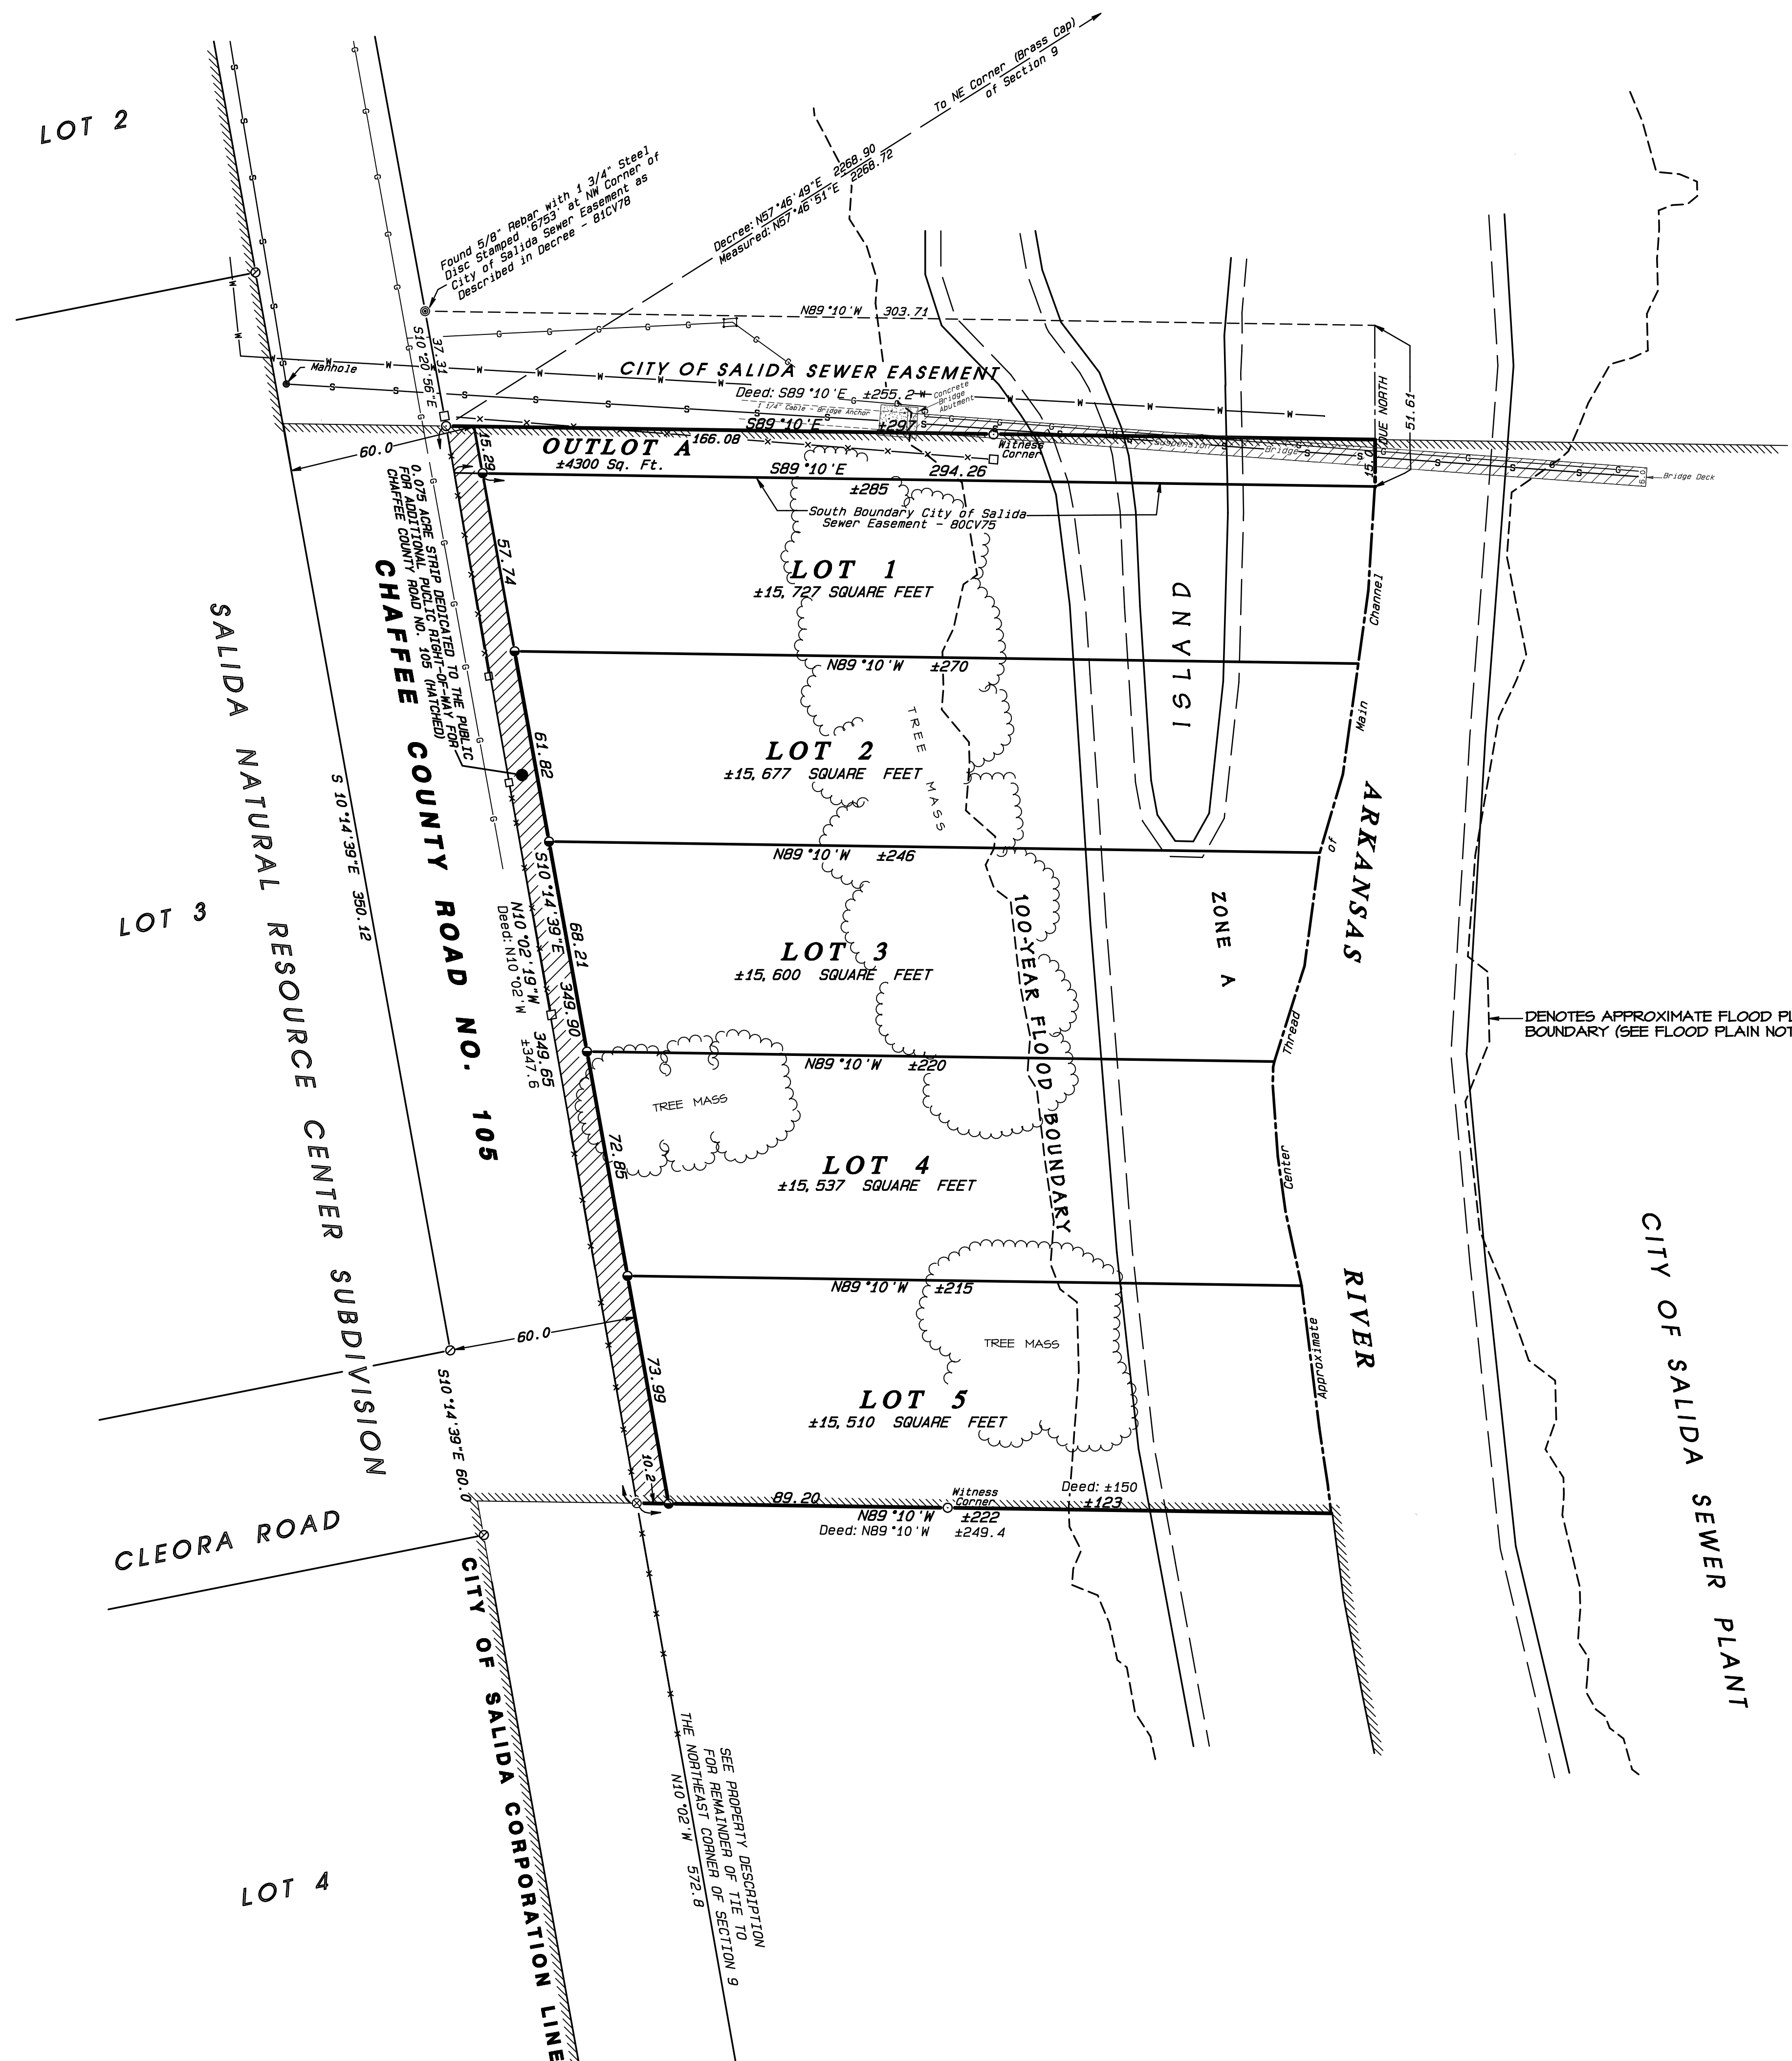 LOT 2
To NE Corner (Brass Cap)
of Section 9
Decree: N57°46'49"E 2268.90
Measured: N57°46'51"E 2268.72
Found 5/8" Rebar with 1 3/4" Steel
Disc Stamped '6753' at NW Corner of
City of Salida Sewer Easement as
Described in Decree - 81CV78
N89°10'W 303.71
37.31
S10°20'56"E
Manhole
CITY OF SALIDA SEWER EASEMENT
Deed: S89°10'E ±255.2
Concrete
Bridge
Abutment
1 1/4" Cable - Bridge Anchor
S89°10'E ±297
Suspension Bridge
6.0
Bridge Deck
DUE NORTH
51.61
15.0
60.0
15.29
OUTLOT A
±4300 Sq. Ft.
166.08
Witness
Corner
S89°10'E 294.26
±285
South Boundary City of Salida
Sewer Easement - 80CV75
0.075 ACRE STRIP DEDICATED TO THE PUBLIC
FOR ADDITIONAL PUCLIC RIGHT-OF-WAY FOR
CHAFFEE COUNTY ROAD NO. 105 (HATCHED)
57.74
LOT 1
±15,727 SQUARE FEET
N89°10'W ±270
61.82
LOT 2
±15,677 SQUARE FEET
TREE MASS
N89°10'W ±246
S10°14'39"E 349.90
68.21
LOT 3
±15,600 SQUARE FEET
N89°10'W ±220
N10°02'19"W 349.65
Deed: N10°02'W ±347.6
TREE MASS
72.85
LOT 4
±15,537 SQUARE FEET
N89°10'W ±215
TREE MASS
73.99
LOT 5
±15,510 SQUARE FEET
10.2
89.20
Witness
Corner
Deed: ±150
±123
N89°10'W ±222
Deed: N89°10'W ±249.4
100-YEAR FLOOD BOUNDARY
ISLAND
ZONE A
ARKANSAS RIVER
Approximate Center Thread of Main Channel
DENOTES APPROXIMATE FLOOD PL
BOUNDARY (SEE FLOOD PLAIN NOT
CITY OF SALIDA SEWER PLANT
CHAFFEE COUNTY ROAD NO. 105
SALIDA NATURAL RESOURCE CENTER SUBDIVISION
S 10°14'39"E 350.12
LOT 3
60.0
S10°14'39"E 60.0
CLEORA ROAD
CITY OF SALIDA CORPORATION LINE
LOT 4
SEE PROPERTY DESCRIPTION
FOR REMAINDER OF TIE TO
THE NORTHEAST CORNER OF SECTION 9
N10°02'W 572.8